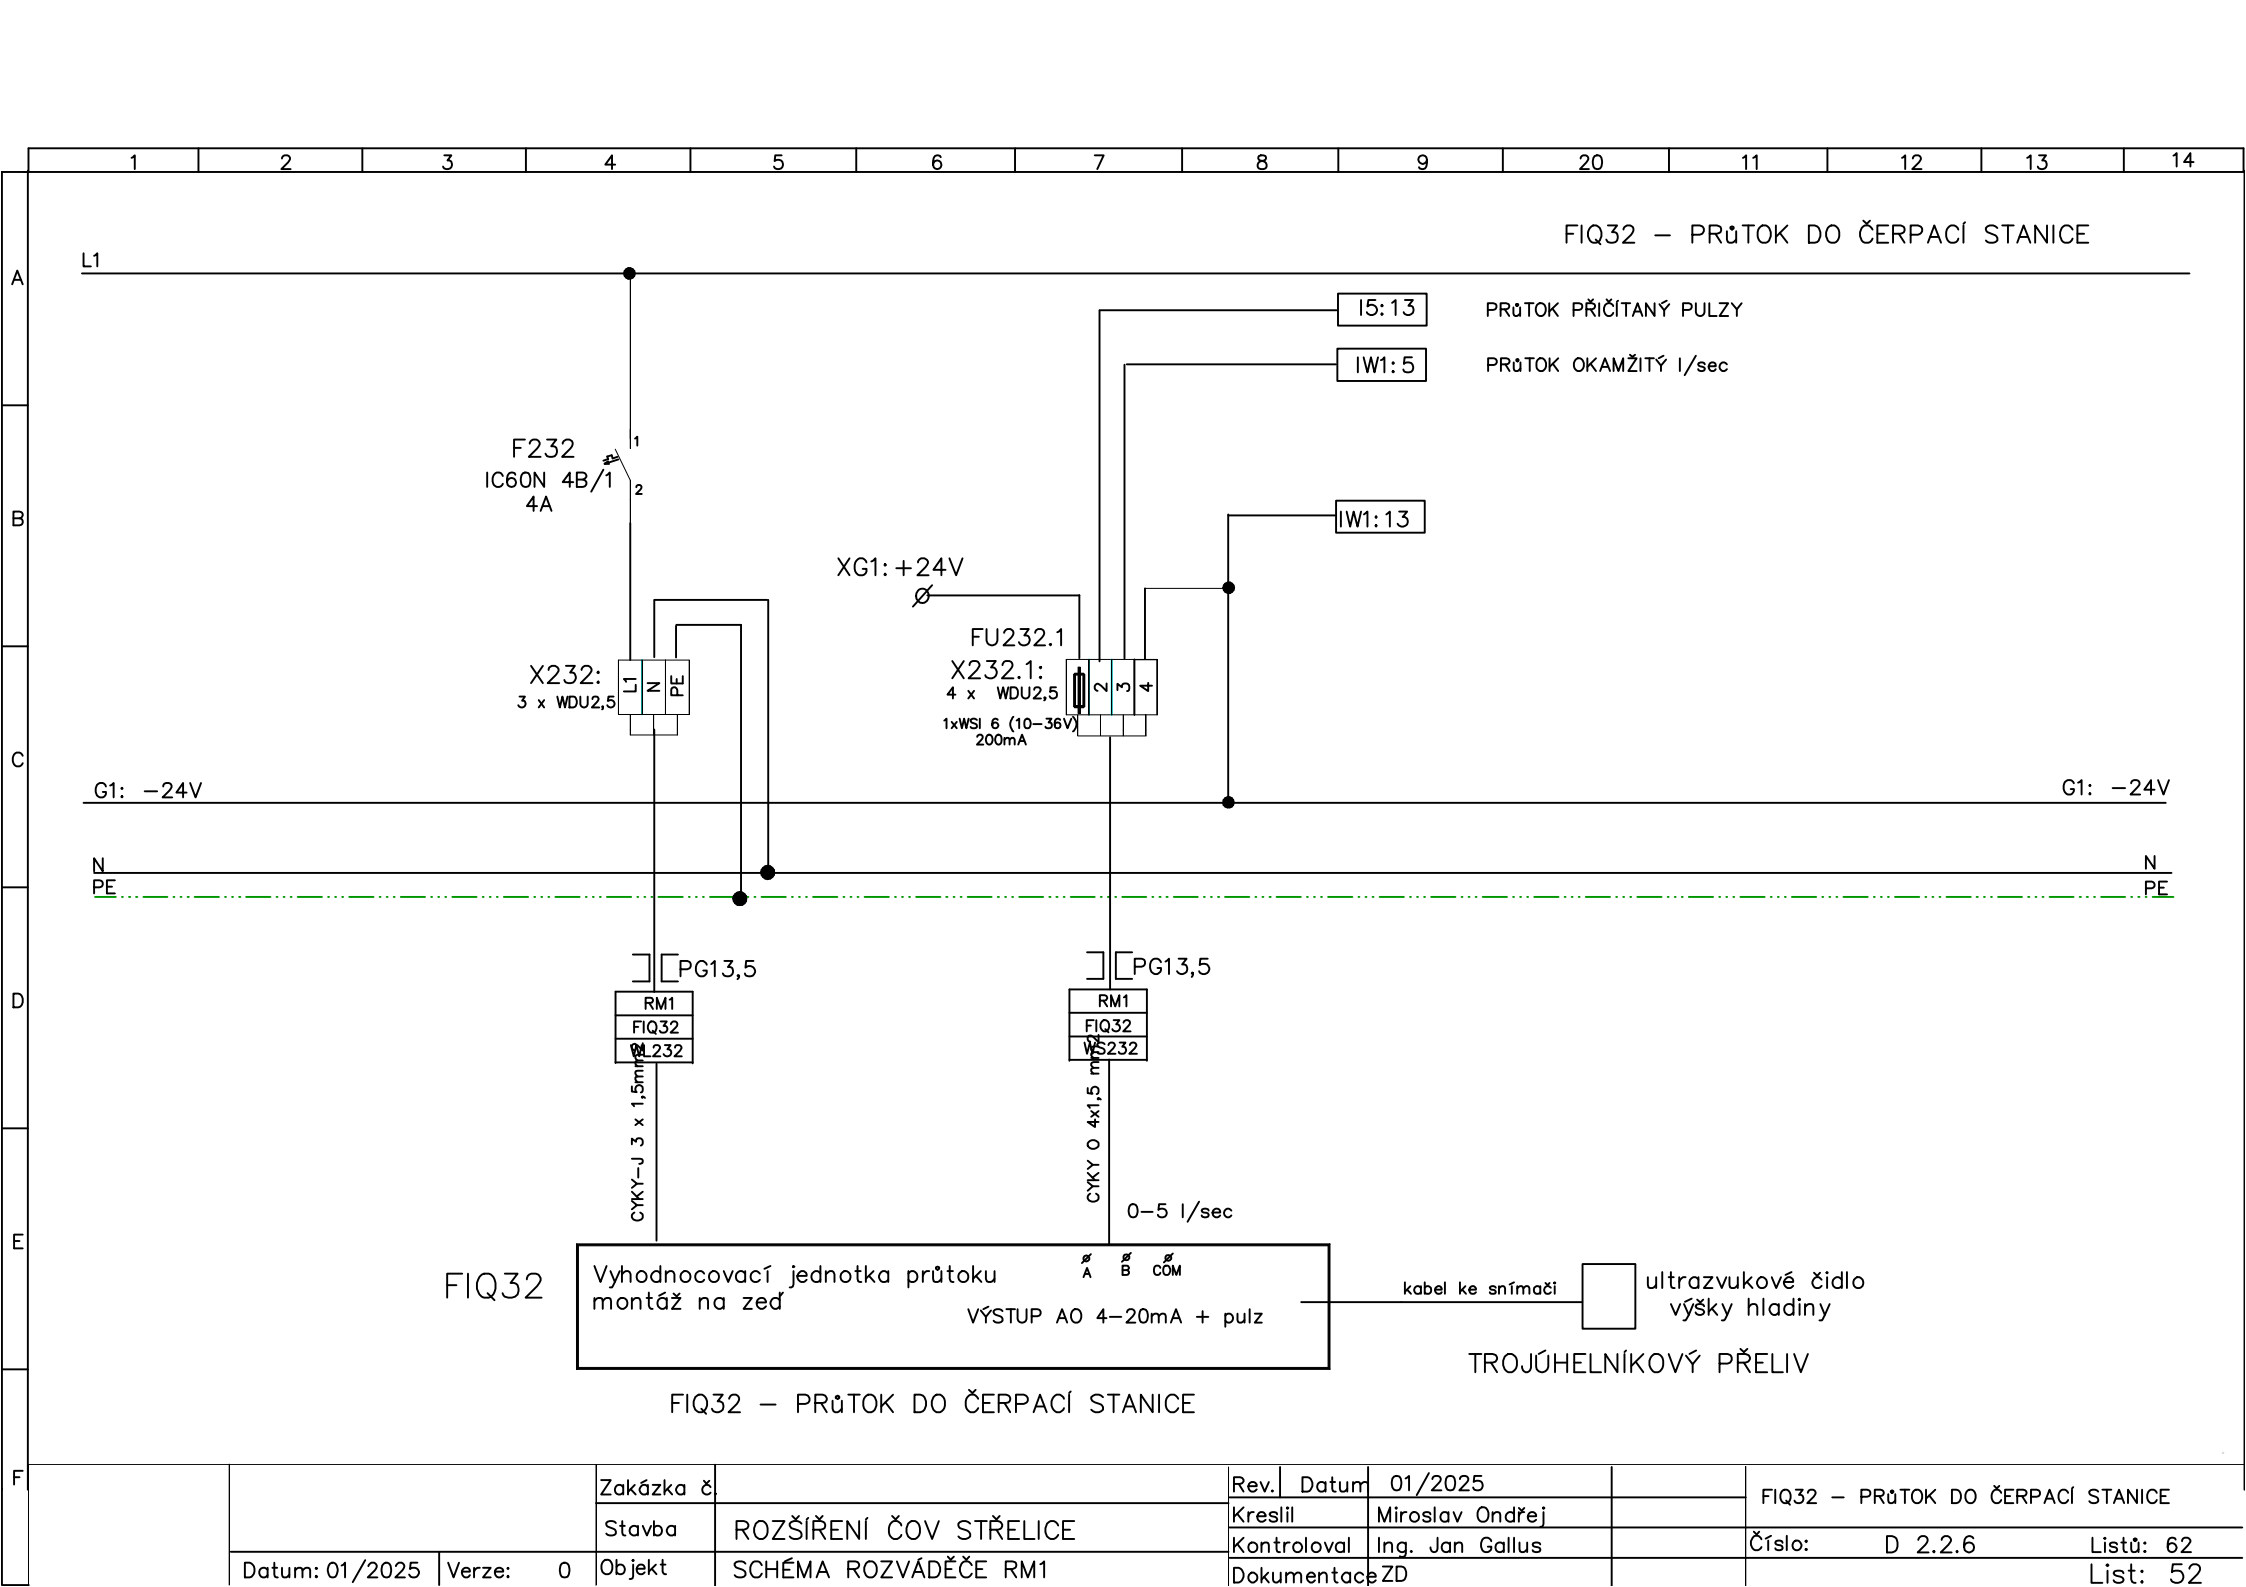 1 2 3 4 5 6 7 8 9 20 11 12 13 14
FIQ32 – PRůTOK DO ČERPACÍ STANICE
A
L1
I5:13 PRůTOK PŘIČÍTANÝ PULZY
IW1:5 PRůTOK OKAMŽITÝ l/sec
F232
1
IC60N 4B/1
2
4A
B
IW1:13
XG1:+24V
FU232.1
X232:
L1 N PE
3 x WDU2,5
X232.1:
2 3 4
4 x WDU2,5
1xWSI 6 (10–36V)
200mA
C
G1: –24V
G1: –24V
N
N
PE
PE
PG13,5
PG13,5
D
RM1
FIQ32
WL232
RM1
FIQ32
WS232
CYKY–J 3 x 1,5mm2
CYKY O 4x1,5 mm2
0–5 l/sec
E
FIQ32
Vyhodnocovací jednotka průtoku
montáž na zeď
A B COM
VÝSTUP AO 4–20mA + pulz
kabel ke snímači
ultrazvukové čidlo
výšky hladiny
TROJÚHELNÍKOVÝ PŘELIV
FIQ32 – PRůTOK DO ČERPACÍ STANICE
F
Zakázka č.
Stavba ROZŠÍŘENÍ ČOV STŘELICE
Datum: 01/2025 Verze: 0 Objekt SCHÉMA ROZVÁDĚČE RM1
Rev. Datum 01/2025
Kreslil Miroslav Ondřej
Kontroloval Ing. Jan Gallus
Dokumentace ZD
FIQ32 – PRůTOK DO ČERPACÍ STANICE
Číslo: D 2.2.6 Listů: 62
List: 52